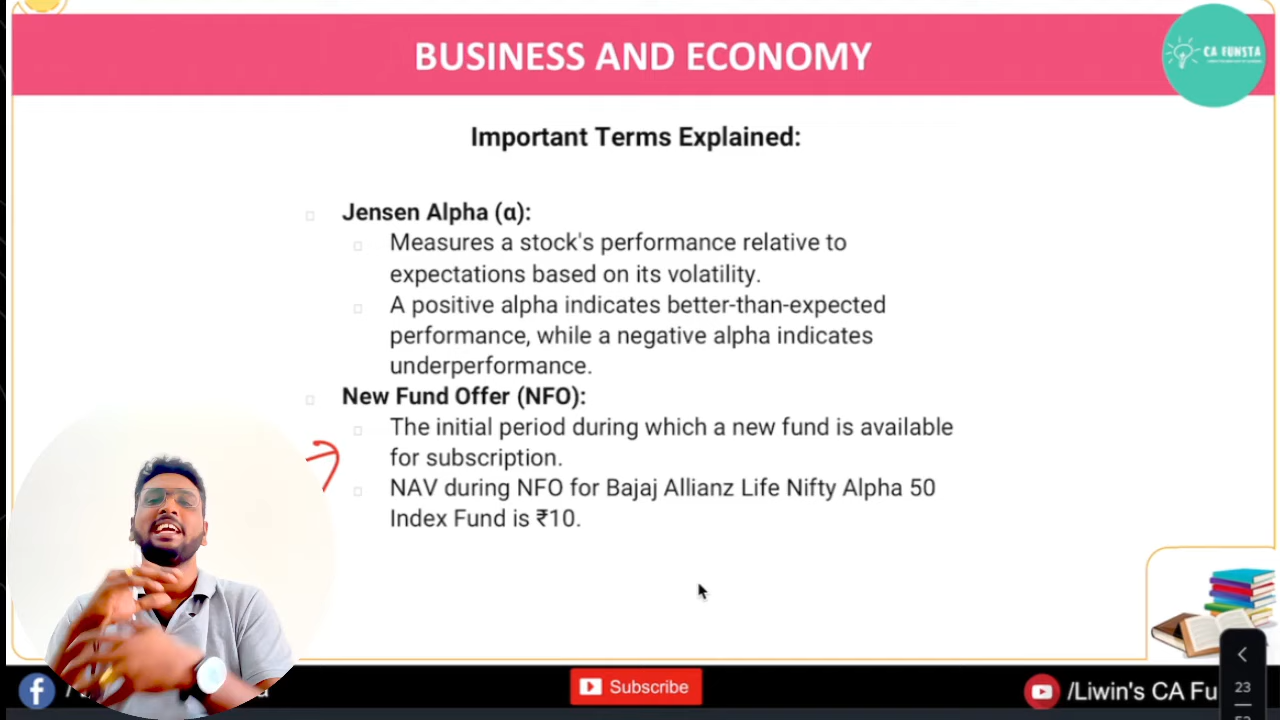 BUSINESS AND ECONOMY
CA FUNSTA
Important Terms Explained:
Jensen Alpha (α):
Measures a stock's performance relative to
expectations based on its volatility.
A positive alpha indicates better-than-expected
performance, while a negative alpha indicates
underperformance.
New Fund Offer (NFO):
The initial period during which a new fund is available
for subscription.
NAV during NFO for Bajaj Allianz Life Nifty Alpha 50
Index Fund is ₹10.
Subscribe
/Liwin's CA Fu
23